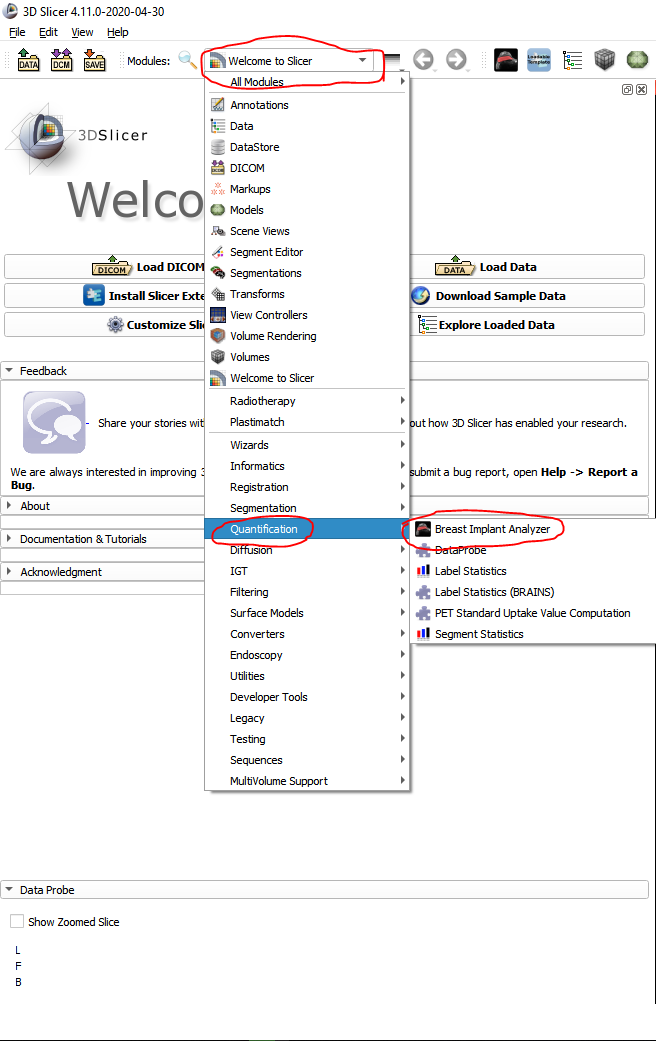 3D Slicer 4.11.0-2020-04-30
File Edit View Help
DATA DCM SAVE Modules: Welcome to Slicer Loadable Template
All Modules
Annotations
Data
DataStore
DICOM
Markups
Models
Scene Views
Segment Editor
Segmentations
Transforms
View Controllers
Volume Rendering
Volumes
Welcome to Slicer
Radiotherapy
Plastimatch
Wizards
Informatics
Registration
Segmentation
Quantification
Diffusion
IGT
Filtering
Surface Models
Converters
Endoscopy
Utilities
Developer Tools
Legacy
Testing
Sequences
MultiVolume Support
Breast Implant Analyzer
DataProbe
Label Statistics
Label Statistics (BRAINS)
PET Standard Uptake Value Computation
Segment Statistics
3DSlicer
Welco
DICOM Load DICOM
DATA Load Data
Install Slicer Exte
Download Sample Data
Customize Slic
Explore Loaded Data
Feedback
- Share your stories wit
out how 3D Slicer has enabled your research.
We are always interested in improving 3
submit a bug report, open Help -> Report a
Bug.
About
Documentation & Tutorials
Acknowledgment
Data Probe
Show Zoomed Slice
L
F
B